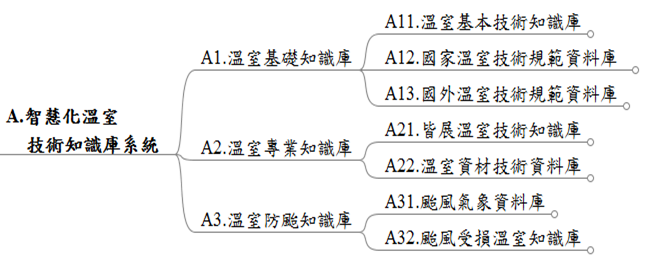 A.智慧化溫室
技術知識庫系統
A1.溫室基礎知識庫
A11.溫室基本技術知識庫
A12.國家溫室技術規範資料庫
A13.國外溫室技術規範資料庫
A2.溫室專業知識庫
A21.皆展溫室技術知識庫
A22.溫室資材技術資料庫
A3.溫室防颱知識庫
A31.颱風氣象資料庫
A32.颱風受損溫室知識庫